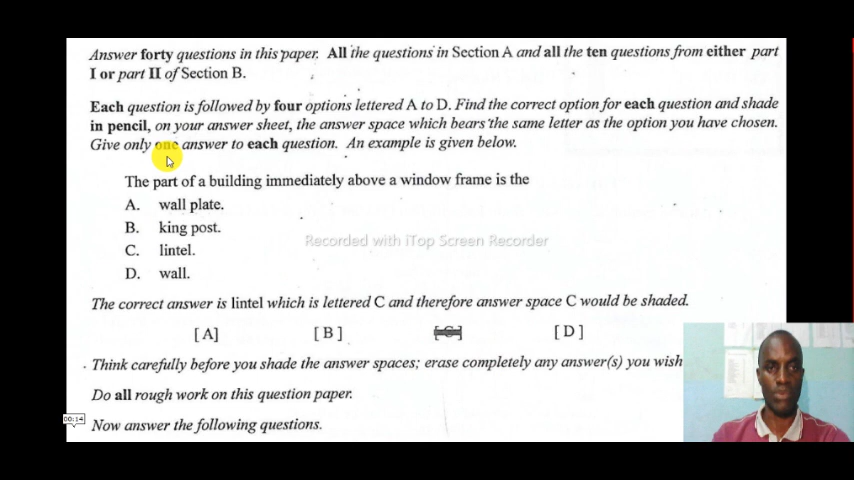 Answer forty questions in this paper. All the questions in Section A and all the ten questions from either part
I or part II of Section B.
Each question is followed by four options lettered A to D. Find the correct option for each question and shade
in pencil, on your answer sheet, the answer space which bears the same letter as the option you have chosen.
Give only one answer to each question. An example is given below.
The part of a building immediately above a window frame is the
A. wall plate.
B. king post.
Recorded with iTop Screen Recorder
C. lintel.
D. wall.
The correct answer is lintel which is lettered C and therefore answer space C would be shaded.
[A] [B] [C] [D]
Think carefully before you shade the answer spaces; erase completely any answer(s) you wish
Do all rough work on this question paper.
00:14
Now answer the following questions.